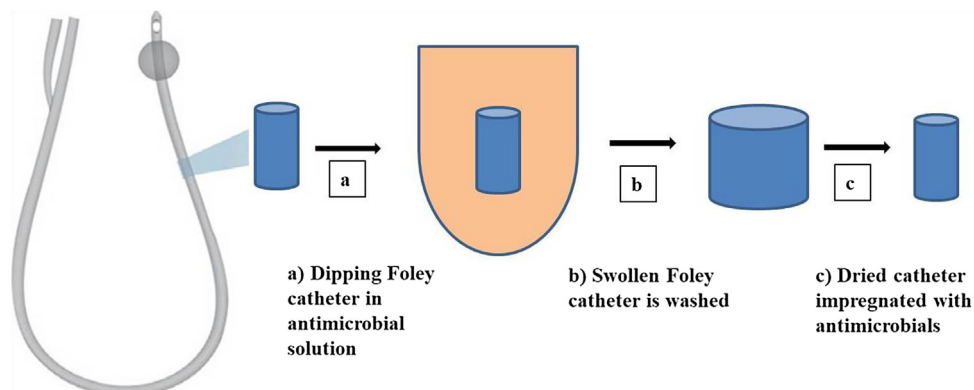 a
b
c
a) Dipping Foley
catheter in
antimicrobial
solution
b) Swollen Foley
catheter is washed
c) Dried catheter
impregnated with
antimicrobials